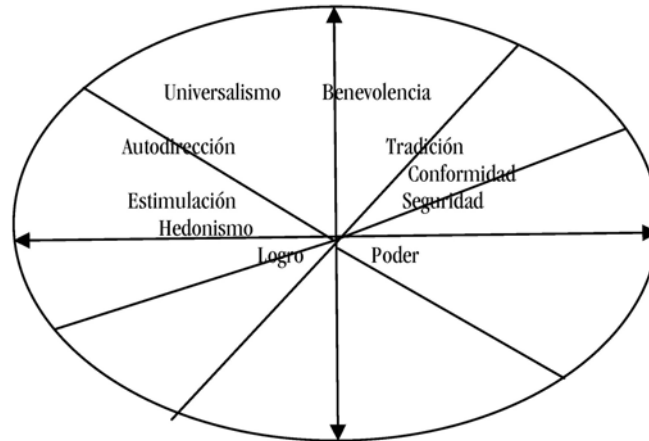 Universalismo Benevolencia
Autodirección Tradición
Conformidad
Estimulación Seguridad
Hedonismo
Logro Poder